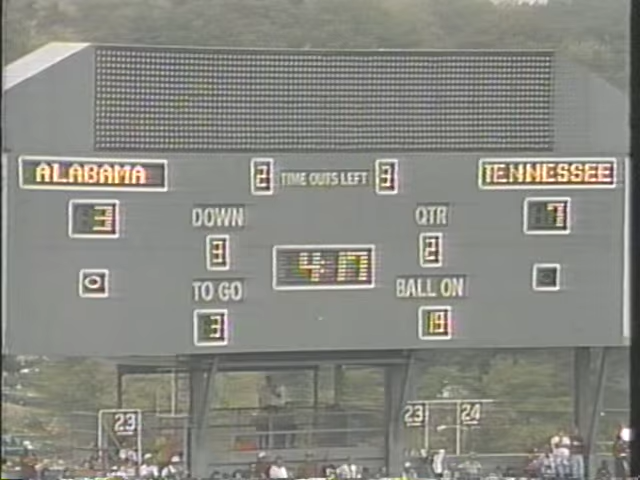 ALABAMA 2 TIME OUTS LEFT 3 TENNESSEE
3 DOWN QTR 7
3 2
TO GO BALL ON
3 19
23 23 24